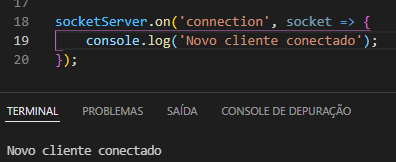 17
18 socketServer.on('connection', socket => {
19 console.log('Novo cliente conectado');
20 });
TERMINAL PROBLEMAS SAÍDA CONSOLE DE DEPURAÇÃO
Novo cliente conectado